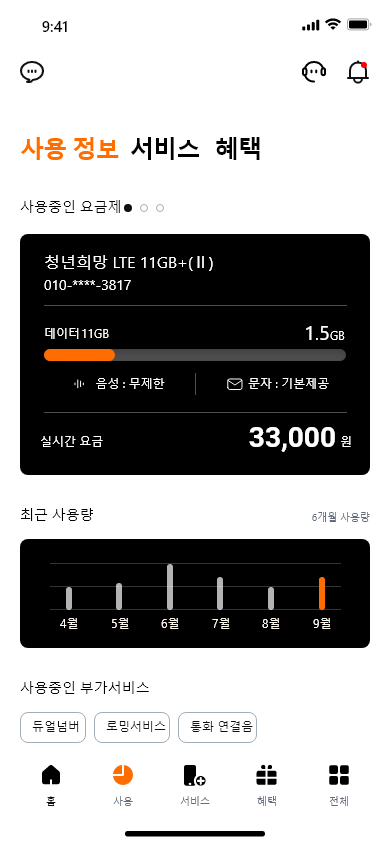 9:41
사용 정보 서비스 혜택
사용중인 요금제
청년희망 LTE 11GB+(Ⅱ)
010-****-3817
데이터11GB 1.5GB
음성 : 무제한 문자 : 기본제공
실시간 요금 33,000 원
최근 사용량 6개월 사용량
4월 5월 6월 7월 8월 9월
사용중인 부가서비스
듀얼넘버 로밍서비스 통화 연결음
홈 사용 서비스 혜택 전체